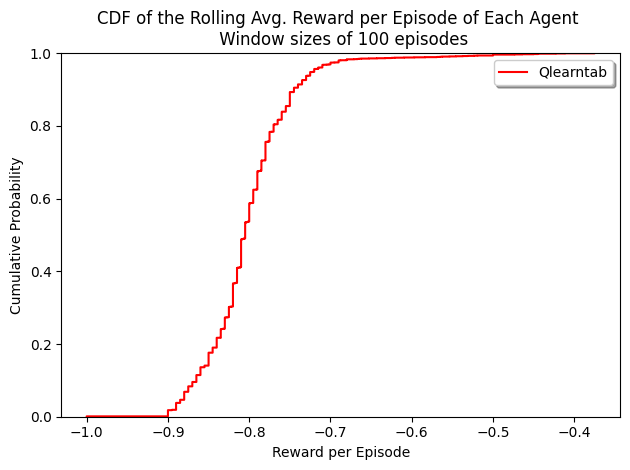 CDF of the Rolling Avg. Reward per Episode of Each Agent
Window sizes of 100 episodes
Qlearntab
1.0
0.8
0.6
0.4
0.2
0.0
Cumulative Probability
−1.0 −0.9 −0.8 −0.7 −0.6 −0.5 −0.4
Reward per Episode